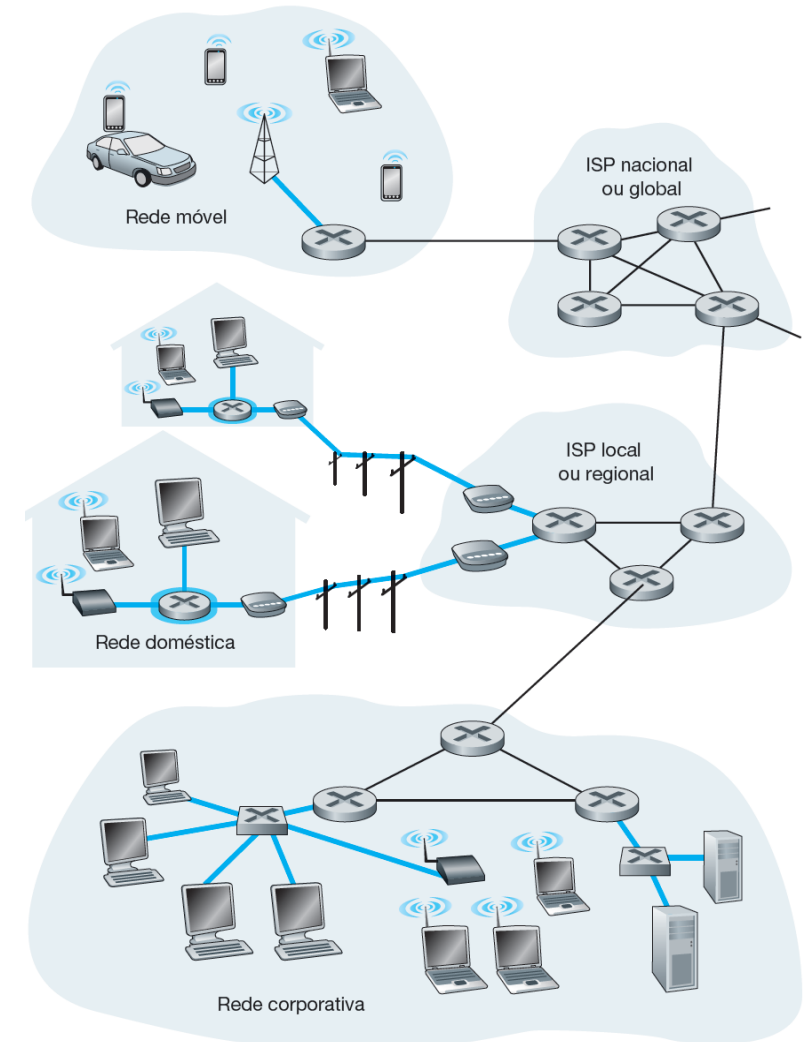 ISP nacional
ou global
Rede móvel
ISP local
ou regional
Rede doméstica
Rede corporativa